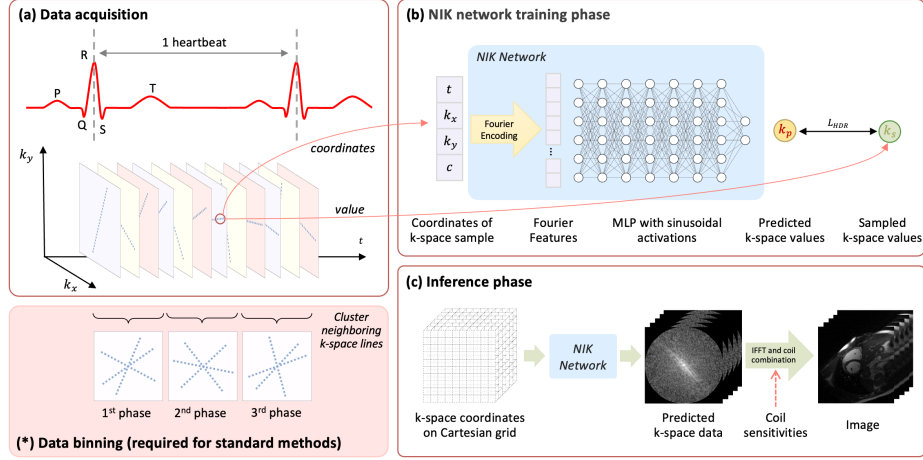 (a) Data acquisition
1 heartbeat
R
P
T
Q
S
k_y
coordinates
value
t
k_x
Cluster
neighboring
k-space lines
1st phase
2nd phase
3rd phase
(*) Data binning (required for standard methods)
(b) NIK network training phase
NIK Network
t
k_x
k_y
c
Fourier
Encoding
...
k_p
L_HDR
k_s
Coordinates of
k-space sample
Fourier
Features
MLP with sinusoidal
activations
Predicted
k-space values
Sampled
k-space values
(c) Inference phase
NIK
Network
IFFT and coil
combination
k-space coordinates
on Cartesian grid
Predicted
k-space data
Coil
sensitivities
Image